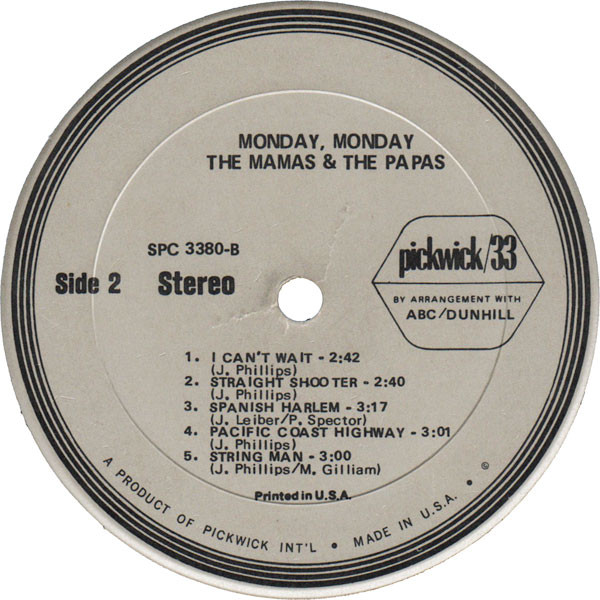 MONDAY, MONDAY
THE MAMAS & THE PAPAS
SPC 3380-B
Side 2 Stereo
pickwick/33
BY ARRANGEMENT WITH
ABC/DUNHILL
1. I CAN'T WAIT - 2:42
(J. Phillips)
2. STRAIGHT SHOOTER - 2:40
(J. Phillips)
3. SPANISH HARLEM - 3:17
(J. Leiber/P. Spector)
4. PACIFIC COAST HIGHWAY - 3:01
(J. Phillips)
5. STRING MAN - 3:00
(J. Phillips/M. Gilliam)
Printed in U.S.A.
A PRODUCT OF PICKWICK INT'L • MADE IN U.S.A. • ©